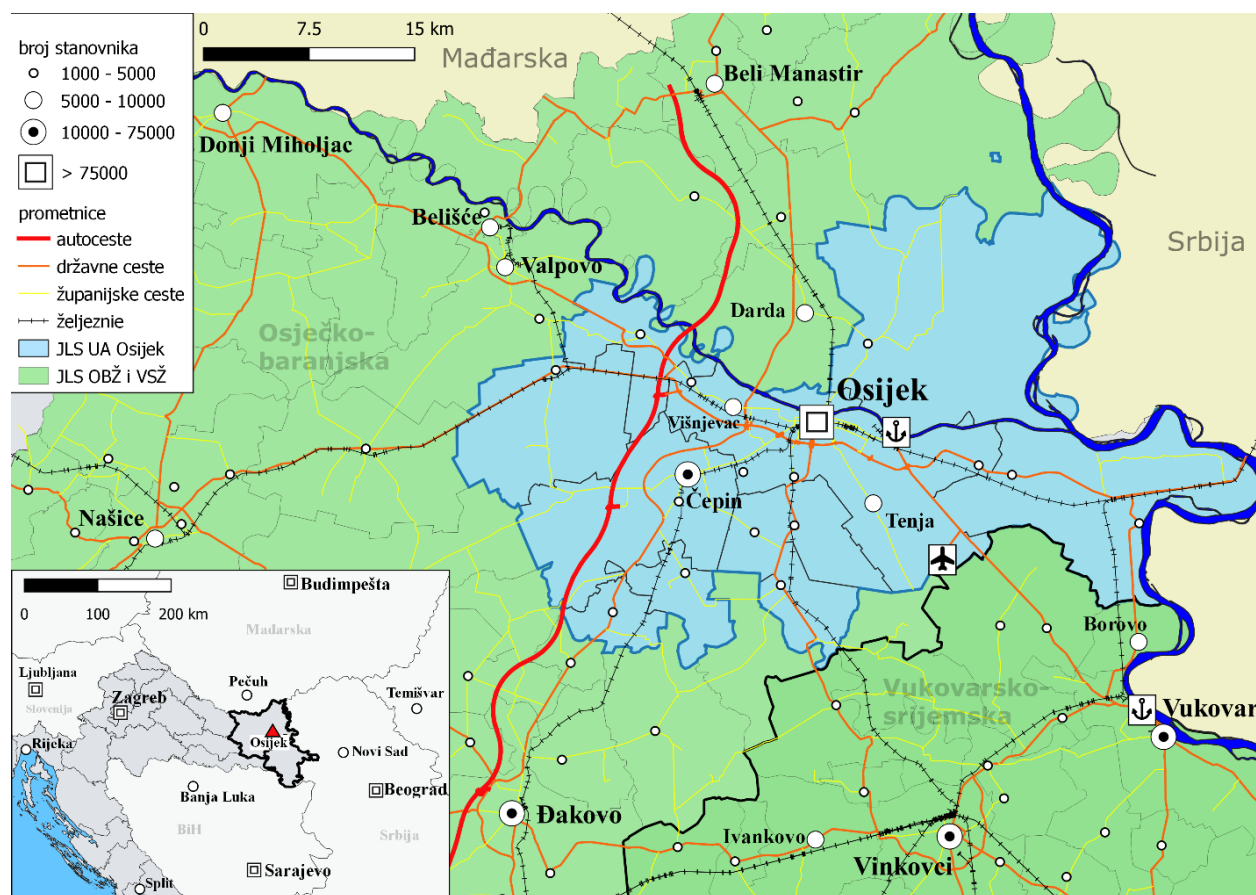 broj stanovnika
1000 - 5000
5000 - 10000
10000 - 75000
> 75000
prometnice
autoceste
državne ceste
županijske ceste
željeznie
JLS UA Osijek
JLS OBŽ i VSŽ
0 7.5 15 km
Mađarska
Beli Manastir
Donji Miholjac
Belišće
Srbija
Valpovo
Darda
Osječko-
baranjska
Osijek
Višnjevac
Čepin
Tenja
Našice
Borovo
Vukovarsko-
srijemska
Vukovar
Đakovo
Ivankovo
Vinkovci
0 100 200 km
Budimpešta
Mađarska
Ljubljana
Slovenija
Zagreb
Pečuh
Temišvar
Osijek
Rijeka
Novi Sad
Banja Luka
Beograd
BiH
Srbija
Sarajevo
Split